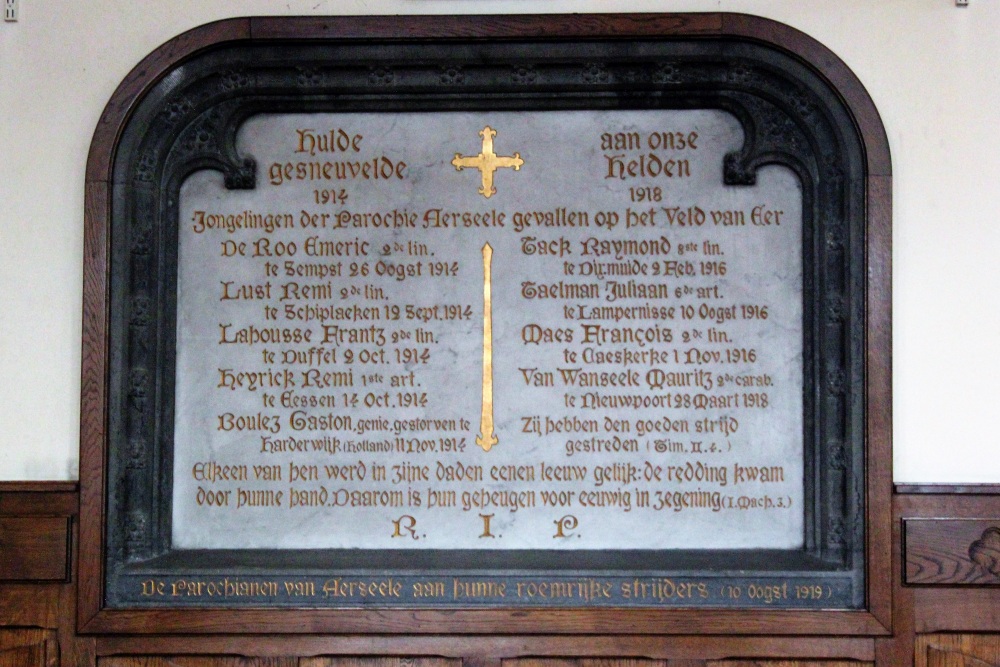 Hulde aan onze
gesneuvelde Helden
1914 1918
Jongelingen der Parochie Aerseele gevallen op het Veld van Eer
De Roo Emeric 2de lin.
te Sempst 26 Oogst 1914
Lust Remi 2de lin.
te Schiplaeken 12 Sept. 1914
Lahousse Frantz 2de lin.
te Duffel 2 Oct. 1914
Heyrick Remi 1ste art.
te Eessen 14 Oct. 1914
Boulez Gaston, genie, gestorven te
Harderwijk (Holland) 11 Nov. 1914
Tack Raymond 8ste lin.
te Dixmuide 2 Feb. 1916
Taelman Juliaan 6de art.
te Lampernisse 10 Oogst 1916
Maes François 2de lin.
te Caeskerke 1 Nov. 1916
Van Wanseele Mauritz 2de carab.
te Nieuwpoort 28 Maart 1918
Zij hebben den goeden strijd
gestreden (Tim. II. 4.)
Elkeen van hen werd in zijne daden eenen leeuw gelijk: de redding kwam
door hunne hand. Daarom is hun geheugen voor eeuwig in zegening (I. Mach. 3.)
R. I. P.
De Parochianen van Aerseele aan hunne roemrijke strijders. (10 Oogst 1919)